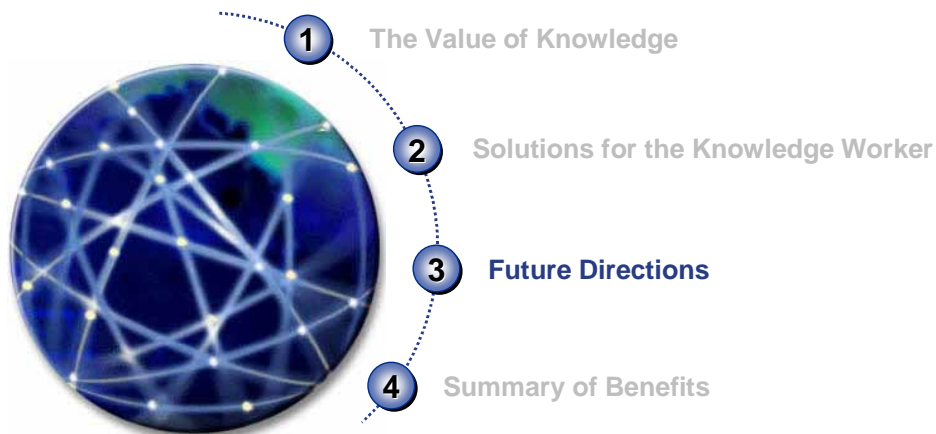 1 The Value of Knowledge
2 Solutions for the Knowledge Worker
3 Future Directions
4 Summary of Benefits